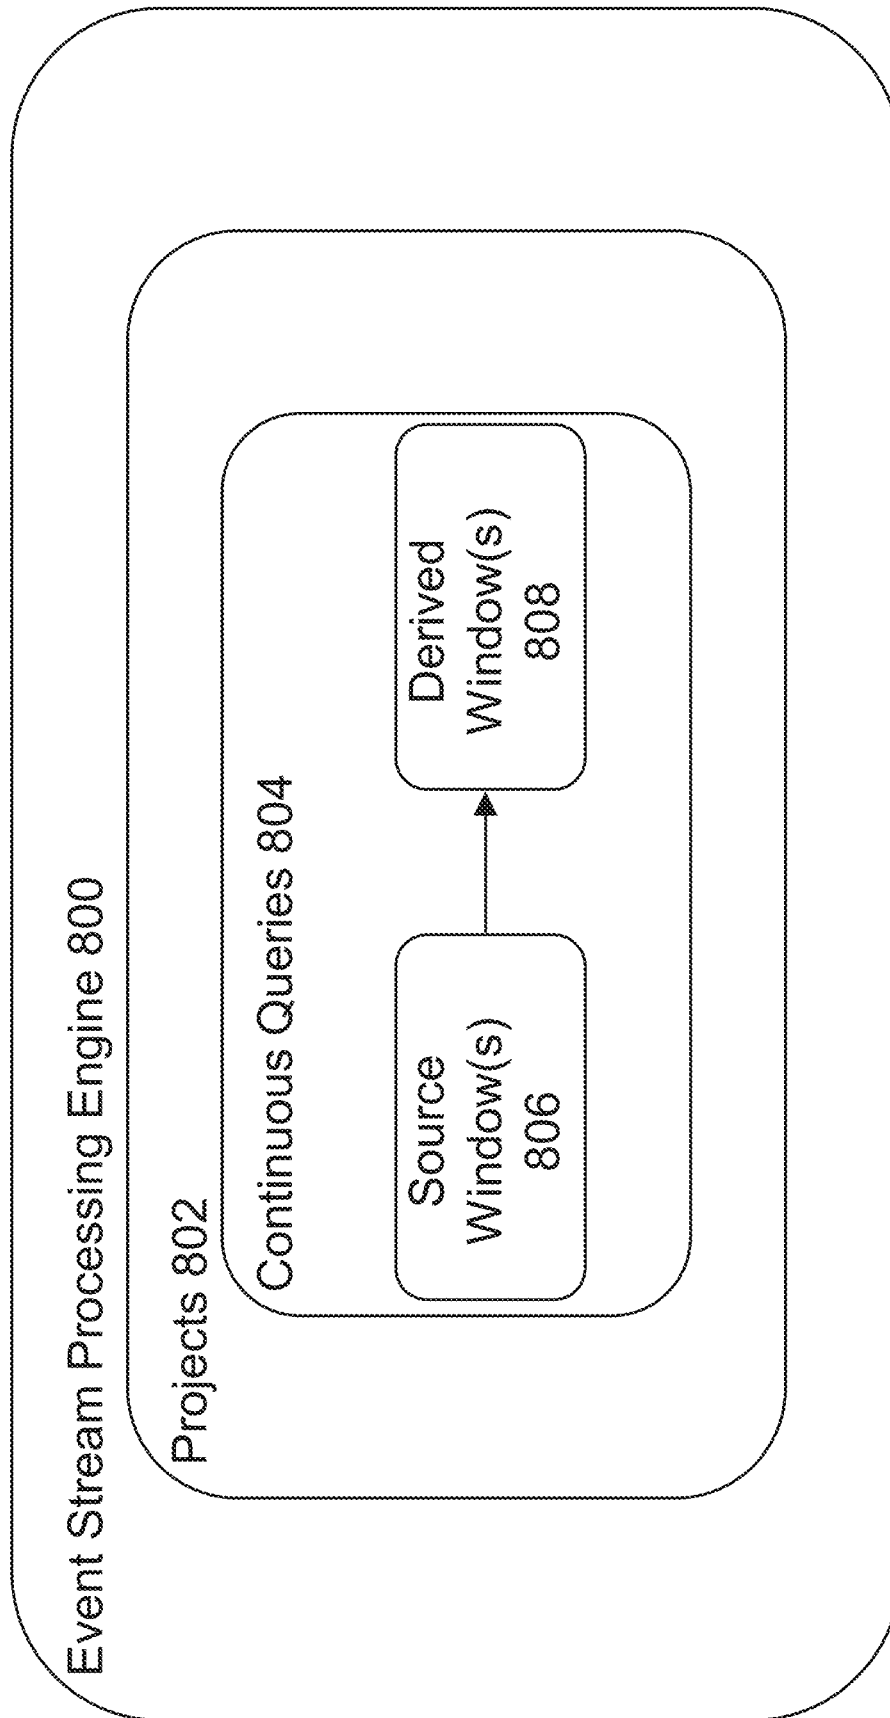 Event Stream Processing Engine 800
Projects 802
Continuous Queries 804
Source
Window(s)
806
Derived
Window(s)
808